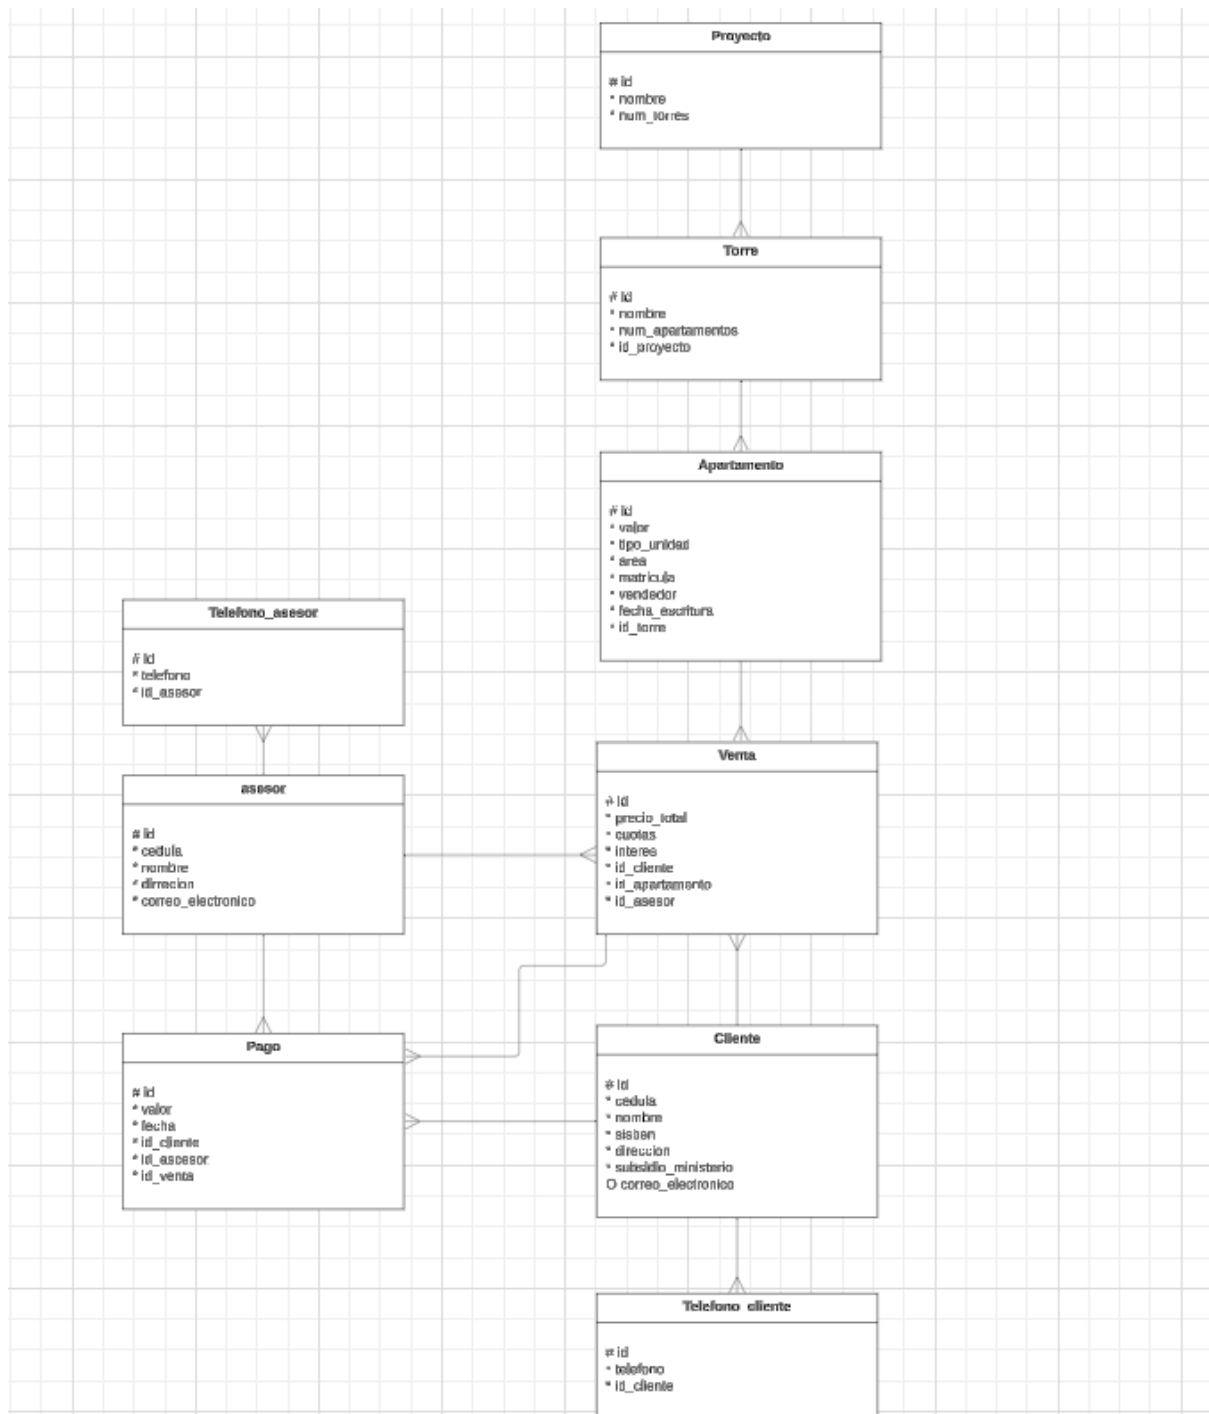 Proyecto
# id
* nombre
* num_torres
Torre
# id
* nombre
* num_apartamentos
* id_proyecto
Apartamento
# id
* valor
* tipo_unidad
* area
* matricula
* vendedor
* fecha_escritura
* id_torre
Telefono_asesor
# id
* telefono
* id_asesor
asesor
# id
* cedula
* nombre
* direcion
* correo_electronico
Venta
# id
* precio_total
* cuotas
* interes
* id_cliente
* id_apartamento
* id_asesor
Pago
# id
* valor
* fecha
* id_cliente
* id_asesor
* id_venta
Cliente
# id
* cedula
* nombre
* sisben
* direccion
* subsidio_ministerio
O correo_electronico
Telefono_cliente
# id
* telefono
* id_cliente